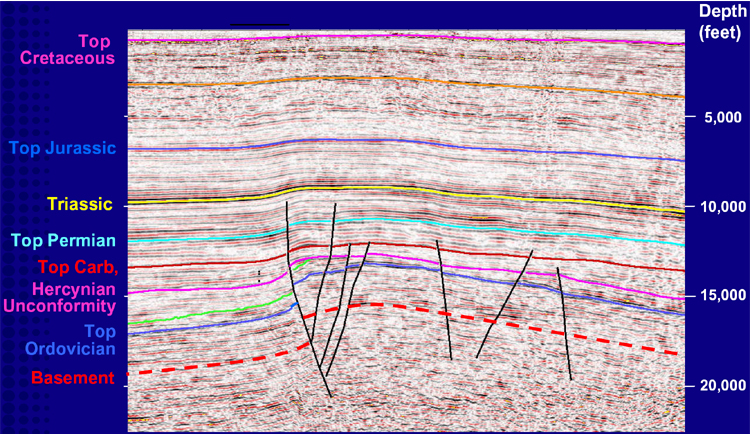 Depth
(feet)
Top
Cretaceous
5,000
Top Jurassic
Triassic
10,000
Top Permian
Top Carb,
Hercynian
Unconformity
15,000
Top
Ordovician
Basement
20,000